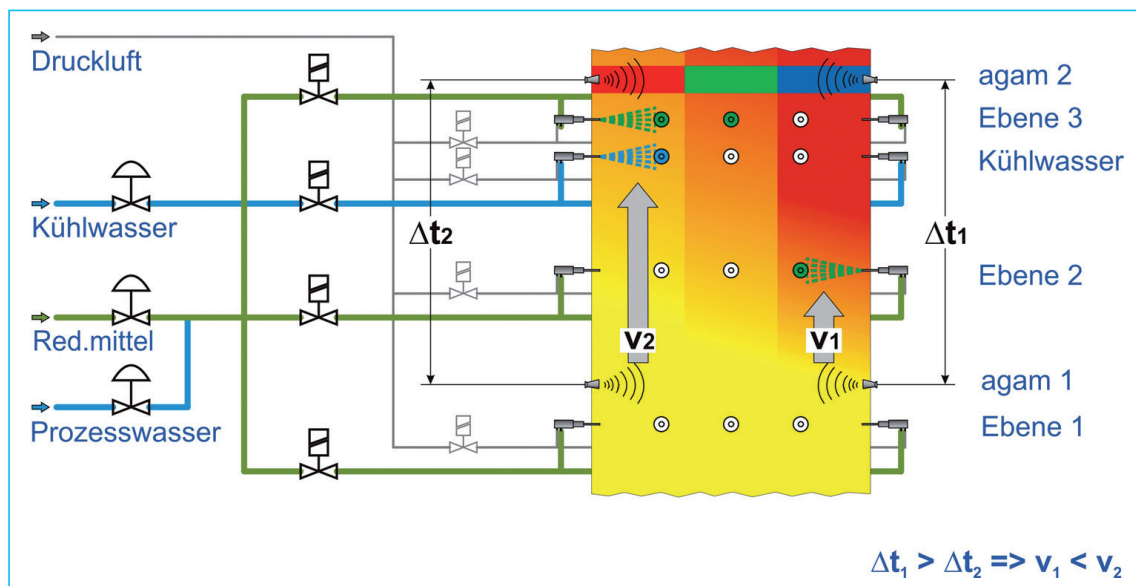 Druckluft
agam 2
Ebene 3
Kühlwasser
Kühlwasser
Δt2
Δt1
Ebene 2
Red.mittel
v2
v1
agam 1
Prozesswasser
Ebene 1
Δt1 > Δt2 => v1 < v2